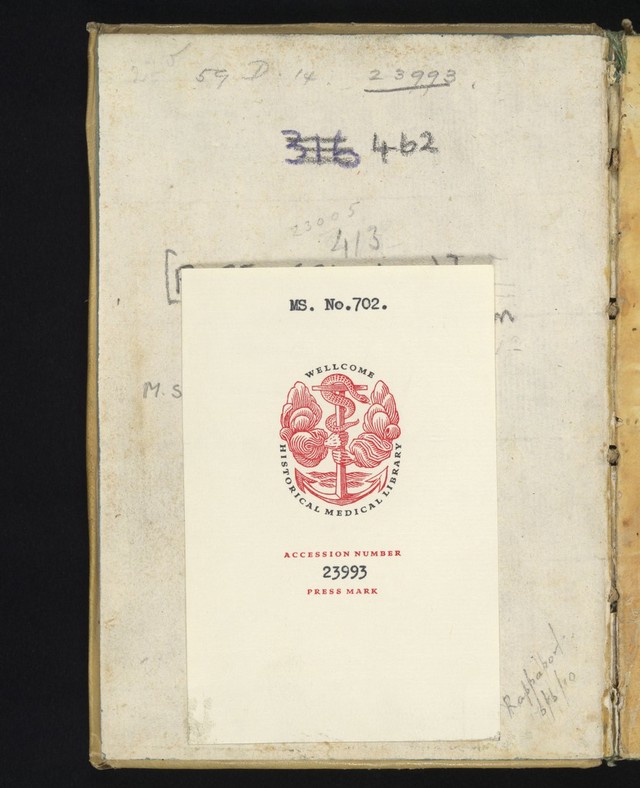 59 D. 14. 23993.
316 462
23005
413
MS. No.702.
M.S
WELLCOME
HISTORICAL MEDICAL LIBRARY
ACCESSION NUMBER
23993
PRESS MARK